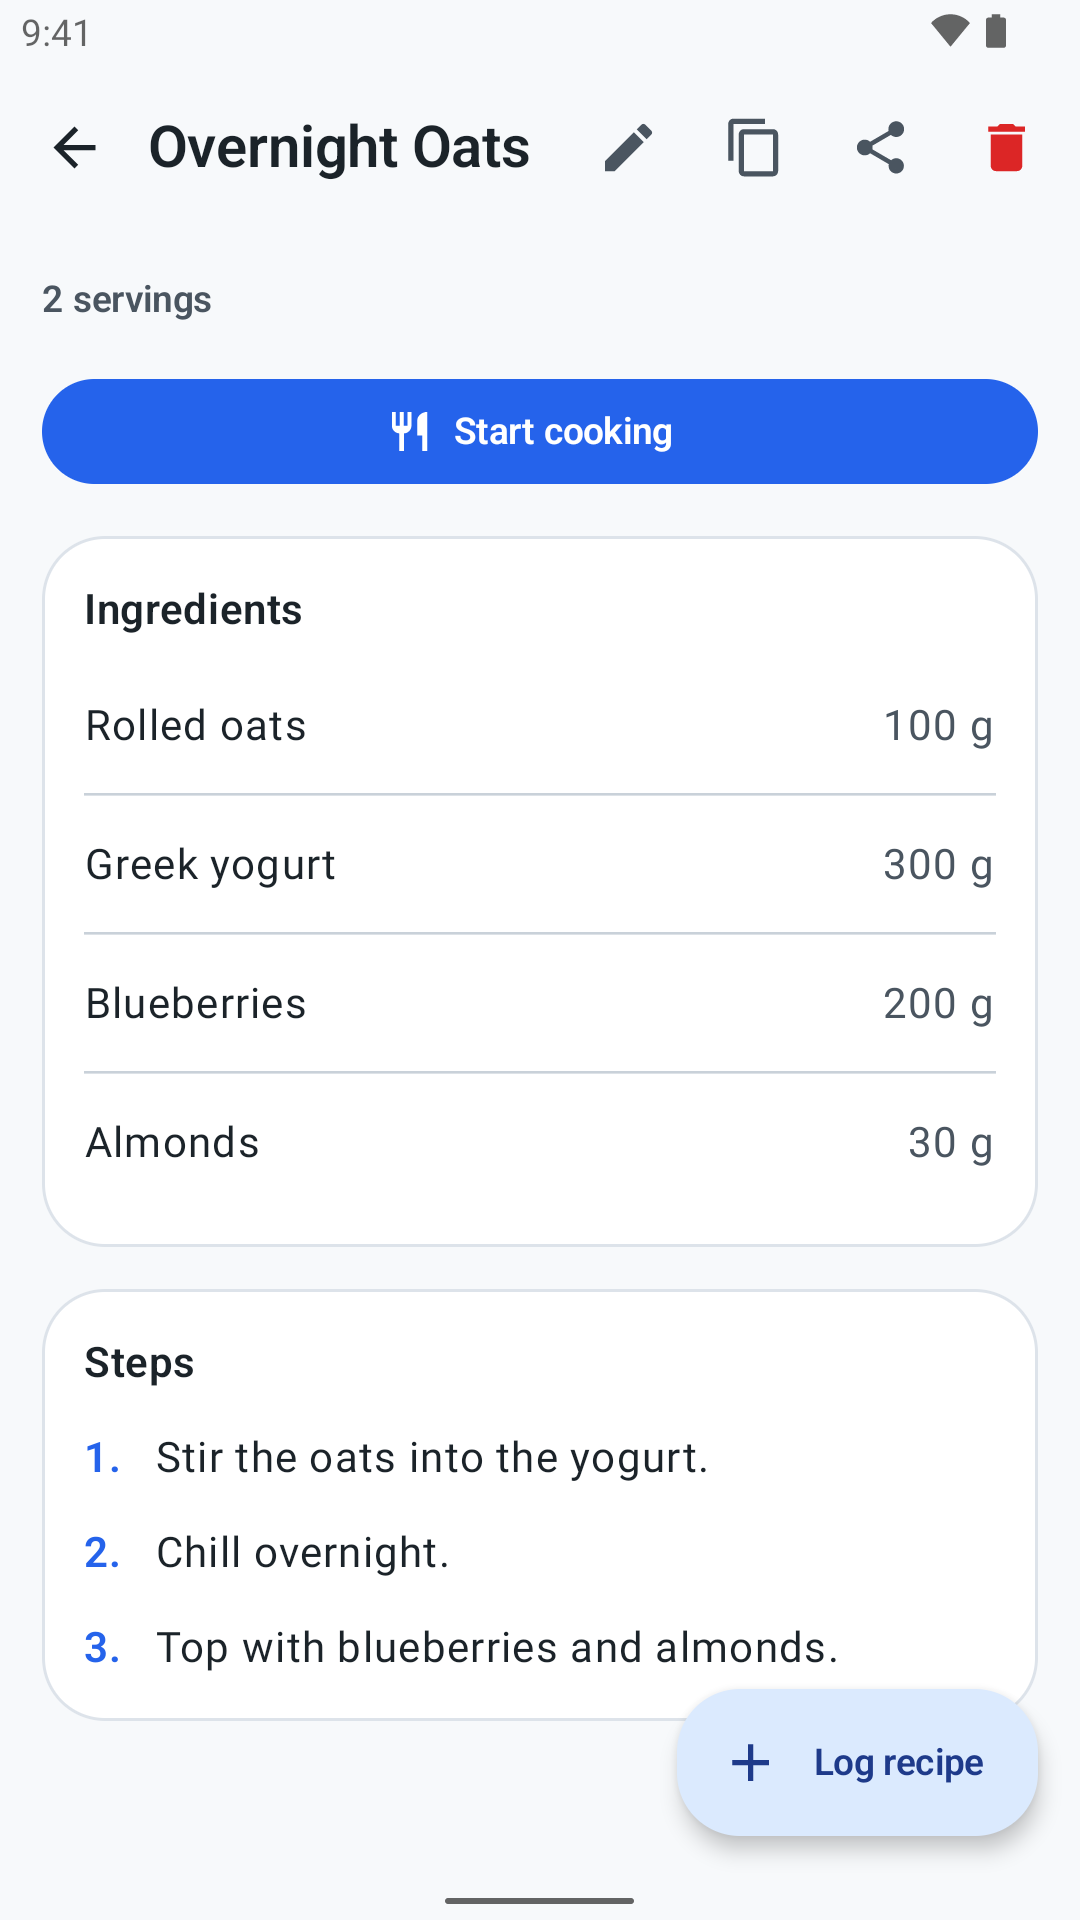 9:41
Overnight Oats
2 servings
Start cooking
Ingredients
Rolled oats 100 g
Greek yogurt 300 g
Blueberries 200 g
Almonds 30 g
Steps
1. Stir the oats into the yogurt.
2. Chill overnight.
3. Top with blueberries and almonds.
Log recipe